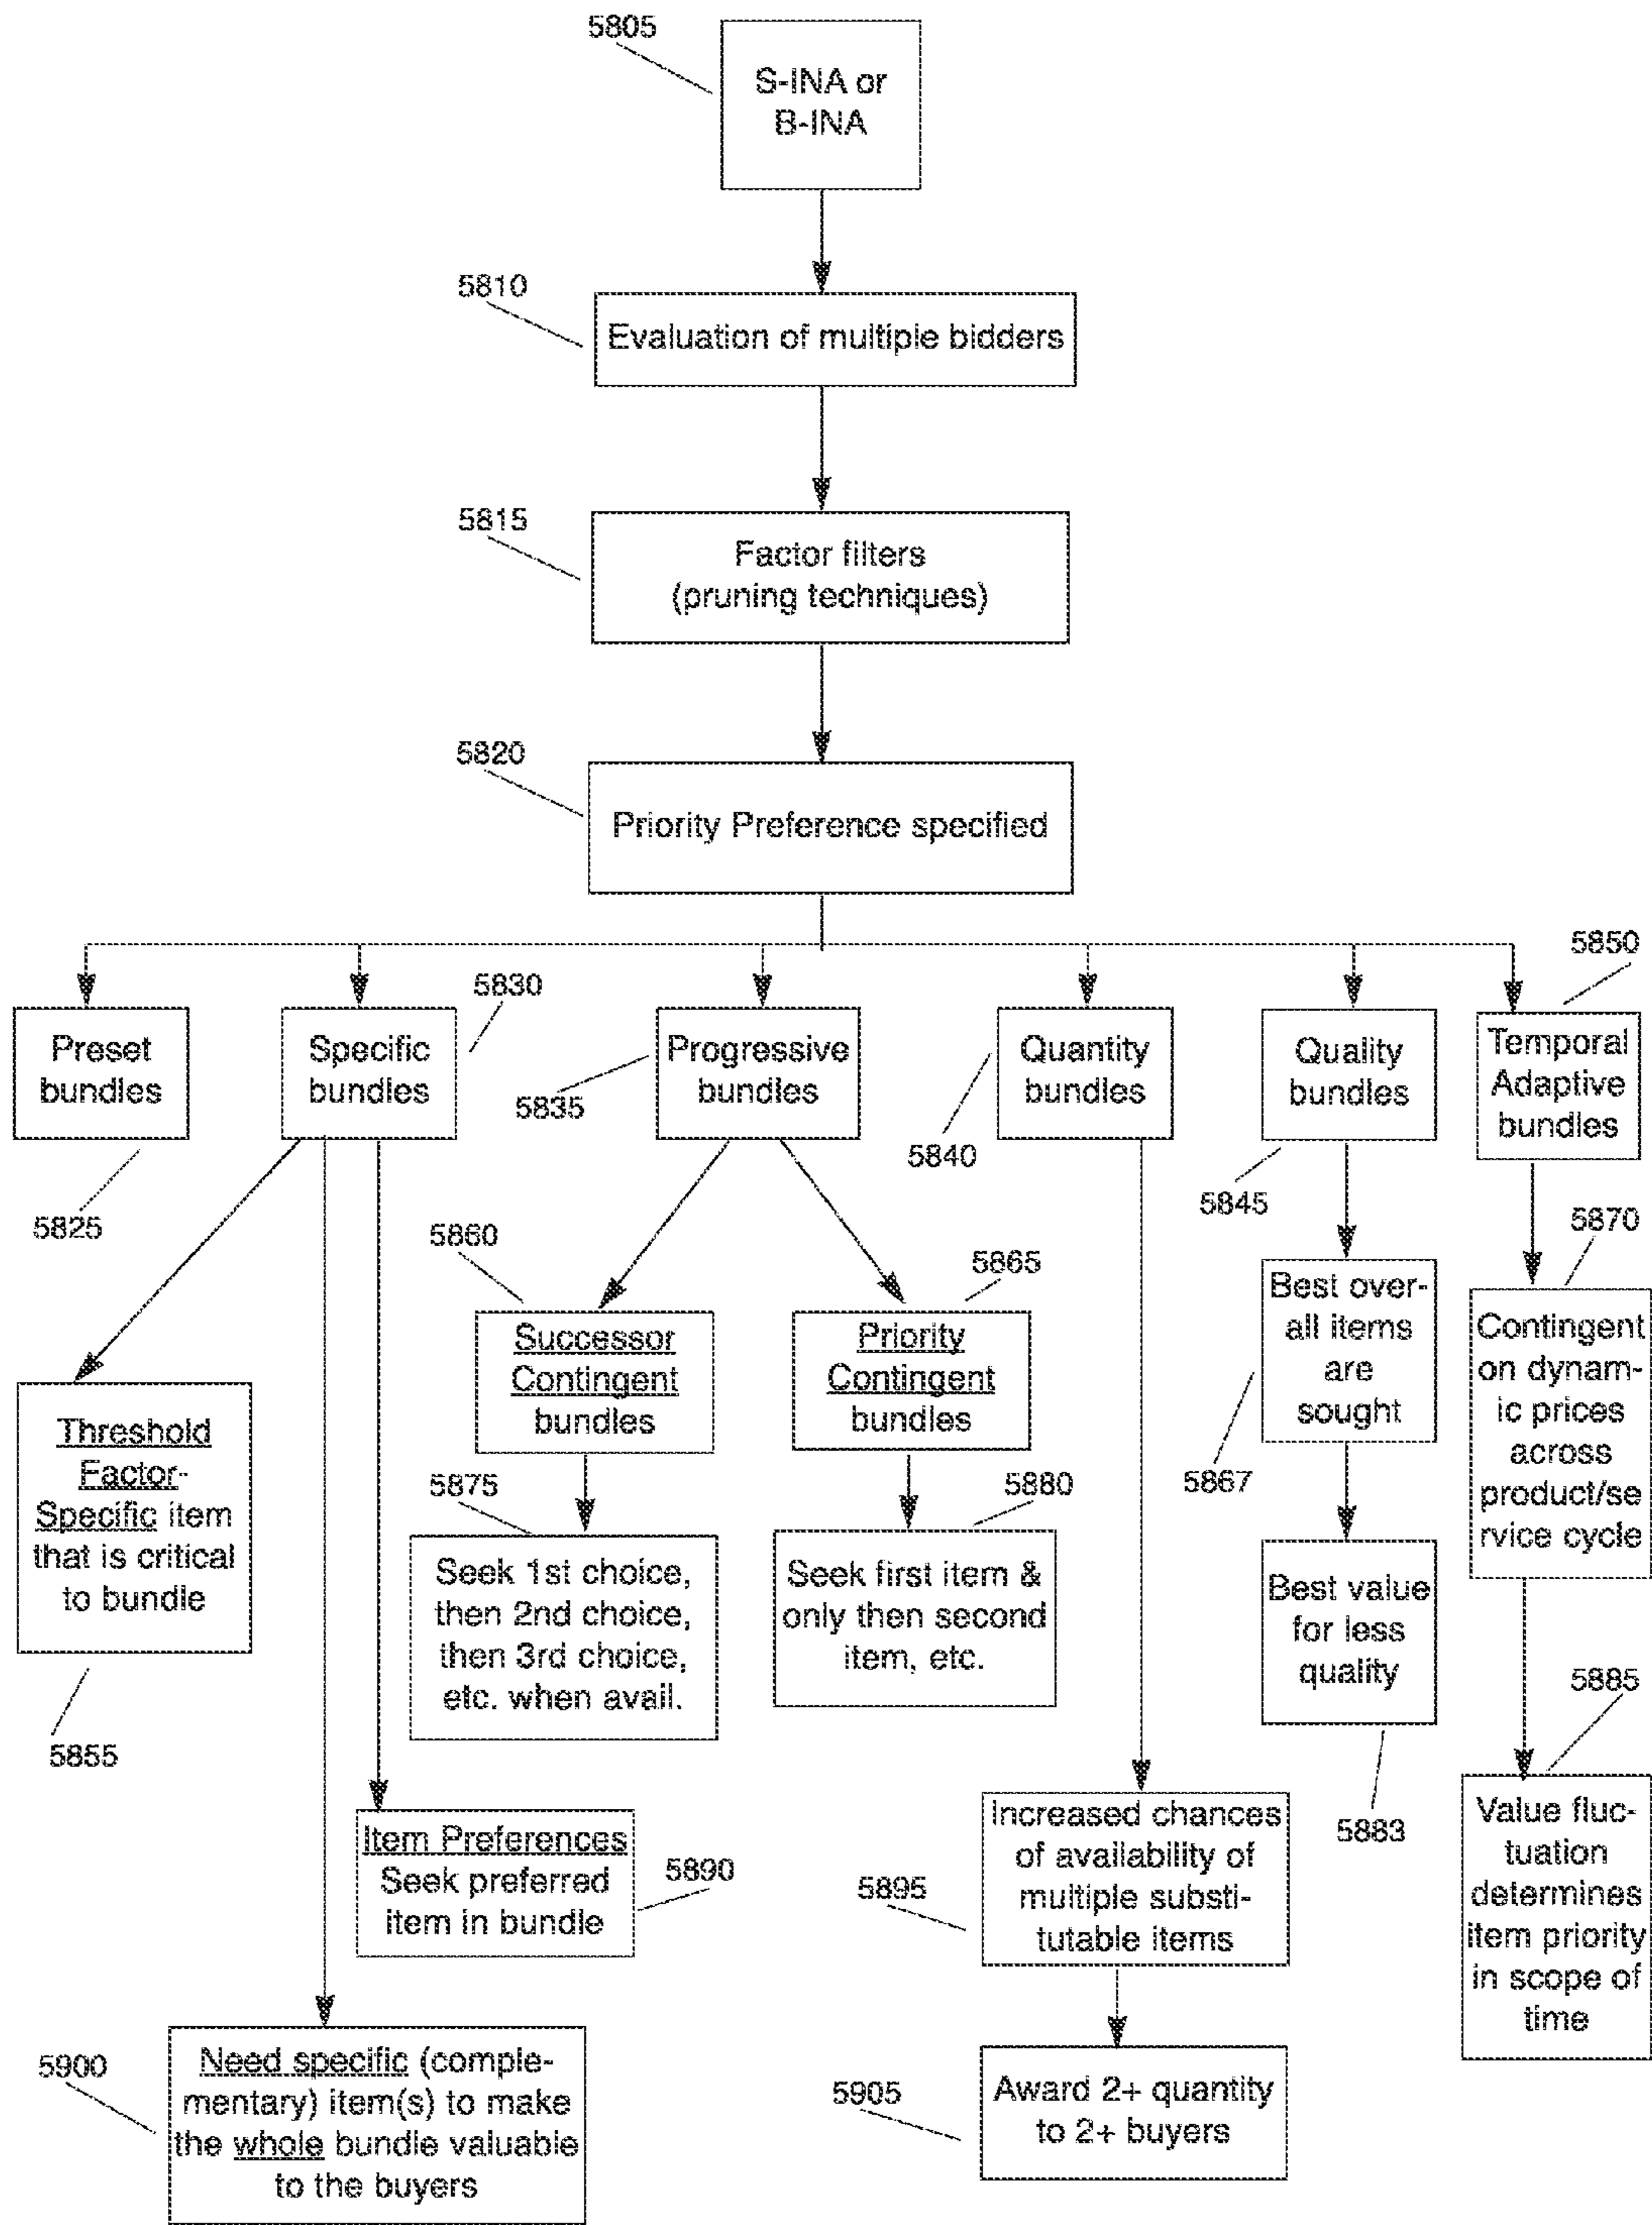 5805
S-INA or
B-INA
5810
Evaluation of multiple bidders
5815
Factor filters
(pruning techniques)
5820
Priority Preference specified
5850
5830
Preset
bundles
Specific
bundles
Progressive
bundles
Quantity
bundles
Quality
bundles
Temporal
Adaptive
bundles
5835
5840
5845
5825
5860
5865
5870
Successor
Contingent
bundles
Priority
Contingent
bundles
Best over-
all items
are
sought
Contingent
on dynam-
ic prices
across
product/se
rvice cycle
Threshold
Factor-
Specific item
that is critical
to bundle
5867
5875
5880
Seek 1st choice,
then 2nd choice,
then 3rd choice,
etc. when avail.
Seek first item &
only then second
item, etc.
Best value
for less
quality
5885
5855
5883
Item Preferences
Seek preferred
item in bundle
5890
Increased chances
of availability of
multiple substi-
tutable items
5895
Value fluc-
tuation
determines
item priority
in scope of
time
5900
Need specific (comple-
mentary) item(s) to make
the whole bundle valuable
to the buyers
5905
Award 2+ quantity
to 2+ buyers